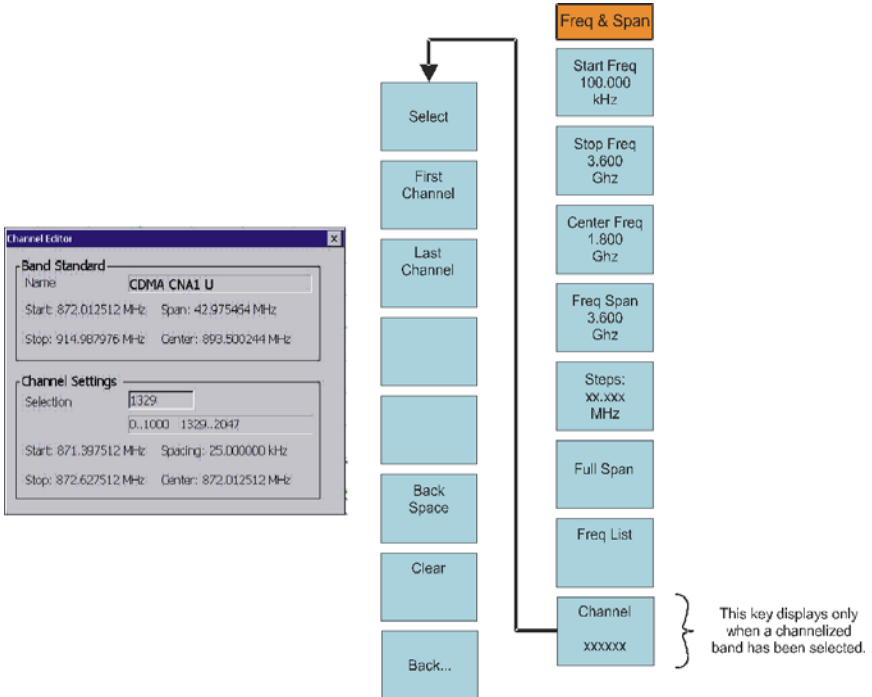 Channel Editor
Band Standard
Name CDMA CNA1 U
Start: 872.012512 MHz Span: 42.975464 MHz
Stop: 914.987976 MHz Center: 893.500244 MHz
Channel Settings
Selection 1329
0..1000 1329..2047
Start: 871.397512 MHz Spacing: 25.000000 kHz
Stop: 872.627512 MHz Center: 872.012512 MHz
Select
First
Channel
Last
Channel
Back
Space
Clear
Back...
Freq & Span
Start Freq
100.000
kHz
Stop Freq
3.600
Ghz
Center Freq
1.800
Ghz
Freq Span
3.600
Ghz
Steps:
xx.xxx
MHz
Full Span
Freq List
Channel
xxxxxx
This key displays only
when a channelized
band has been selected.